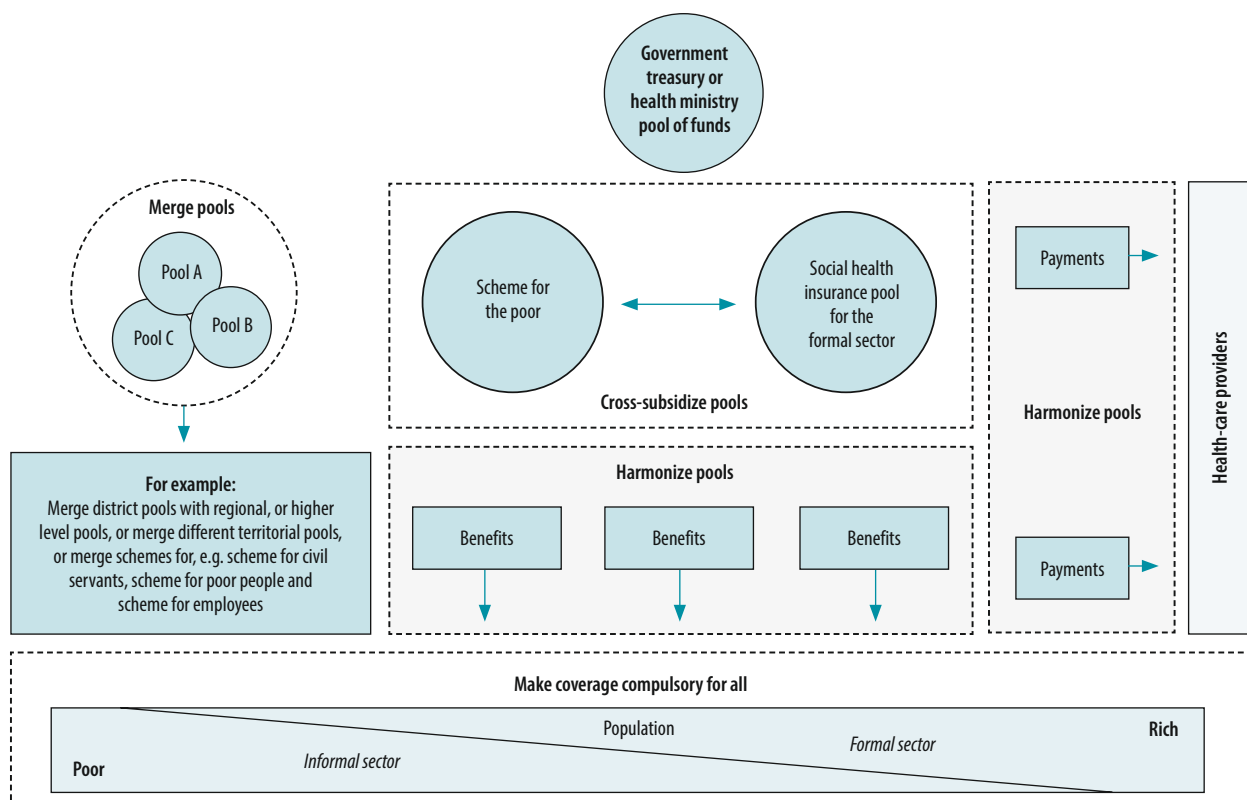 Government
treasury or
health ministry
pool of funds
Merge pools
Pool A
Pool B
Pool C
For example:
Merge district pools with regional, or higher
level pools, or merge different territorial pools,
or merge schemes for, e.g. scheme for civil
servants, scheme for poor people and
scheme for employees
Scheme for
the poor
Social health
insurance pool
for the
formal sector
Cross-subsidize pools
Harmonize pools
Benefits
Benefits
Benefits
Payments
Harmonize pools
Payments
Health-care providers
Make coverage compulsory for all
Population
Rich
Formal sector
Informal sector
Poor